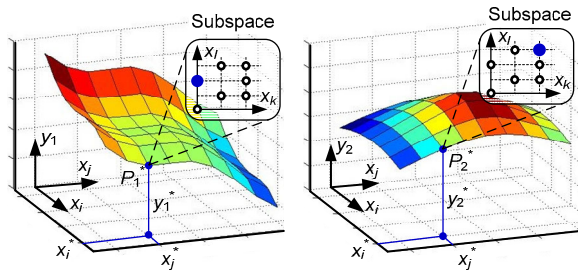 Subspace
x_l
x_k
y_1
x_j
x_i
P_1^*
y_1^*
x_i^*
x_j^*
Subspace
x_l
x_k
y_2
x_j
x_i
P_2^*
y_2^*
x_i^*
x_j^*